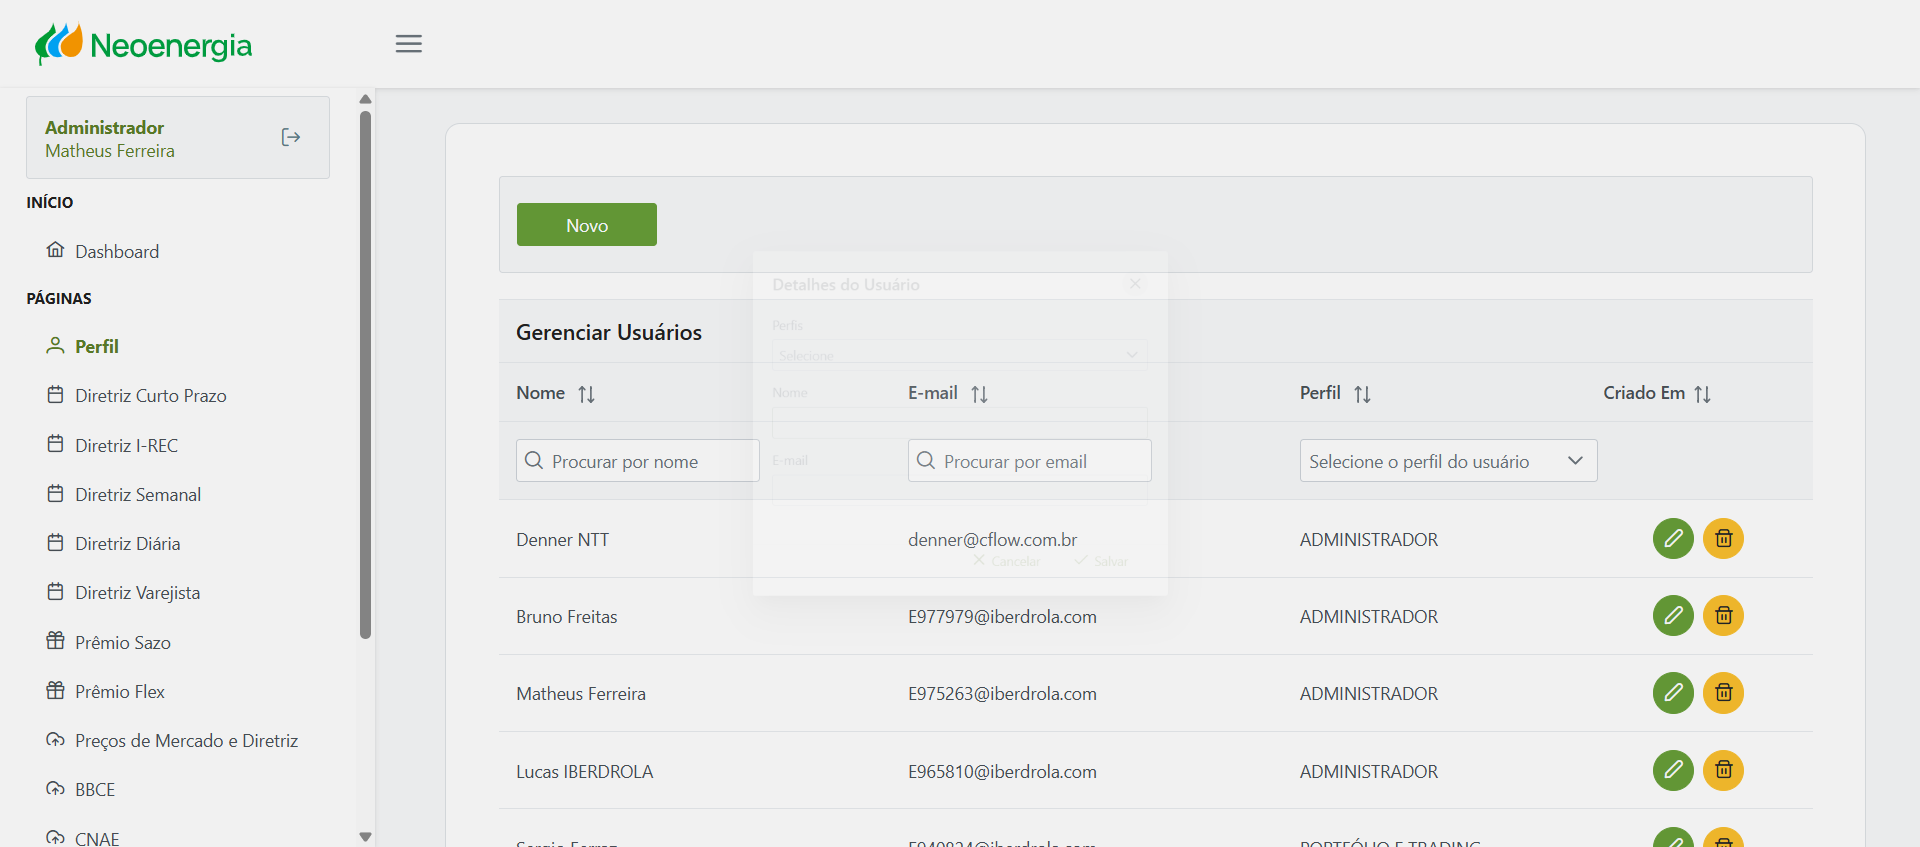 Neoenergia
Administrador
Matheus Ferreira
INÍCIO
Dashboard
PÁGINAS
Perfil
Diretriz Curto Prazo
Diretriz I-REC
Diretriz Semanal
Diretriz Diária
Diretriz Varejista
Prêmio Sazo
Prêmio Flex
Preços de Mercado e Diretriz
BBCE
CNAE
Novo
Detalhes do Usuário
Perfis
Selecione
Nome
E-mail
Cancelar Salvar
Gerenciar Usuários
Nome E-mail Perfil Criado Em
Procurar por nome Procurar por email Selecione o perfil do usuário
Denner NTT denner@cflow.com.br ADMINISTRADOR
Bruno Freitas E977979@iberdrola.com ADMINISTRADOR
Matheus Ferreira E975263@iberdrola.com ADMINISTRADOR
Lucas IBERDROLA E965810@iberdrola.com ADMINISTRADOR
Sergio Ferraz E940824@iberdrola.com PORTFÓLIO E TRADING